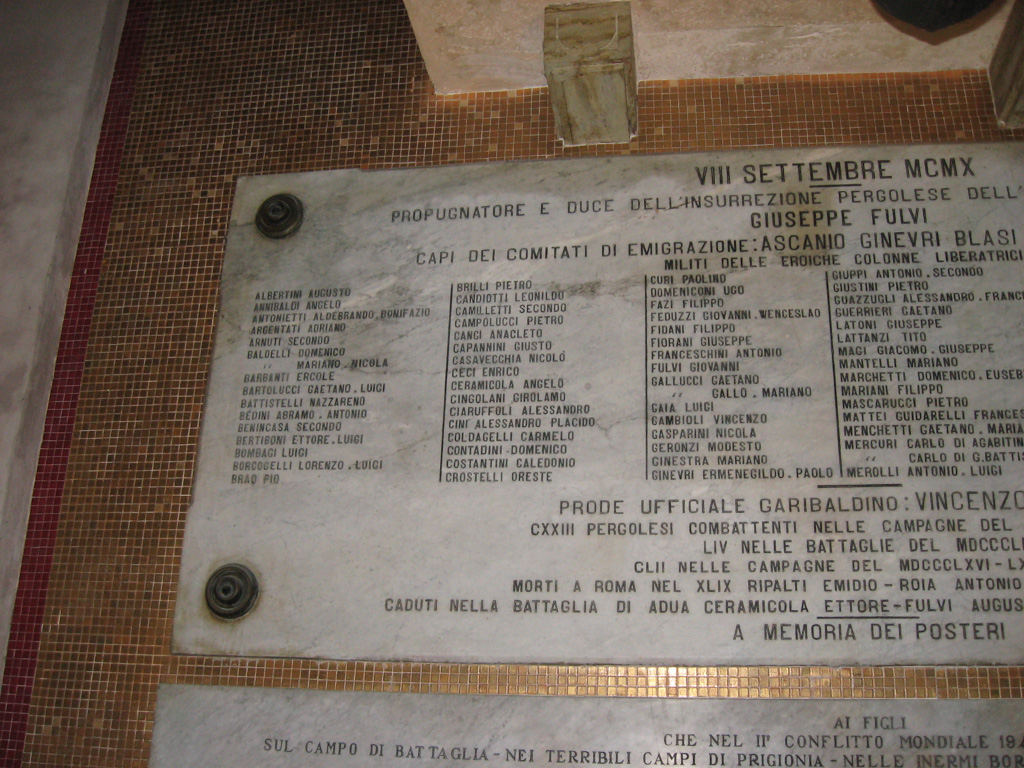 VIII SETTEMBRE MCMX
PROPUGNATORE E DUCE DELL'INSURREZIONE PERGOLESE DELL'
GIUSEPPE FULVI
CAPI DEI COMITATI DI EMIGRAZIONE: ASCANIO GINEVRI BLASI
MILITI DELLE EROICHE COLONNE LIBERATRICI
ALBERTINI AUGUSTO
ANNIBALDI ANGELO
ANTONIETTI ALDEBRANDO. BONIFAZIO
ARGENTATI ADRIANO
ARNUTI SECONDO
BALDELLI DOMENICO
〃 MARIANO. NICOLA
BARBANTI ERCOLE
BARTOLUCCI GAETANO. LUIGI
BATTISTELLI NAZZARENO
BEDINI ABRAMO. ANTONIO
BENINCASA SECONDO
BERTIBONI ETTORE. LUIGI
BOMBAGI LUIGI
BORCOGELLI LORENZO. LUIGI
BRAQ PIO
BRILLI PIETRO
CANDIOTTI LEONILDO
CAMILLETTI SECONDO
CAMPOLUCCI PIETRO
CANCI ANACLETO
CAPANNINI GIUSTO
CASAVECCHIA NICOLÓ
CECI ENRICO
CERAMICOLA ANGELO
CINGOLANI GIROLAMO
CIARUFFOLI ALESSANDRO
CINI ALESSANDRO PLACIDO
COLDAGELLI CARMELO
CONTADINI DOMENICO
COSTANTINI CALEDONIO
CROSTELLI ORESTE
CURI PAOLINO
DOMENICONI UGO
FAZI FILIPPO
FEDUZZI GIOVANNI. WENCESLAO
FIDANI FILIPPO
FIORANI GIUSEPPE
FRANCESCHINI ANTONIO
FULVI GIOVANNI
GALLUCCI GAETANO
〃 GALLO. MARIANO
GAIA LUIGI
GAMBIOLI VINCENZO
GASPARINI NICOLA
GERONZI MODESTO
GINESTRA MARIANO
GINEVRI ERMENEGILDO. PAOLO
GIUPPI ANTONIO. SECONDO
GIUSTINI PIETRO
GUAZZUGLI ALESSANDRO. FRANC
GUERRIERI GAETANO
LATONI GIUSEPPE
LATTANZI TITO
MAGI GIACOMO. GIUSEPPE
MANTELLI MARIANO
MARCHETTI DOMENICO. EUSEB
MARIANI FILIPPO
MASCARUCCI PIETRO
MATTEI GUIDARELLI FRANCES
MENCHETTI GAETANO. MARIA
MERCURI CARLO DI AGABITIN
〃 CARLO DI G. BATTIS
MEROLLI ANTONIO. LUIGI
PRODE UFFICIALE GARIBALDINO: VINCENZO
CXXIII PERGOLESI COMBATTENTI NELLE CAMPAGNE DEL
LIV NELLE BATTAGLIE DEL MDCCCL
CLII NELLE CAMPAGNE DEL MDCCCLXVI - LX
MORTI A ROMA NEL XLIX RIPALTI EMIDIO - ROIA ANTONIO
CADUTI NELLA BATTAGLIA DI ADUA CERAMICOLA ETTORE - FULVI AUGUS
A MEMORIA DEI POSTERI
AI FIGLI
CHE NEL II° CONFLITTO MONDIALE 194
SUL CAMPO DI BATTAGLIA - NEI TERRIBILI CAMPI DI PRIGIONIA - NELLE INERMI BOR